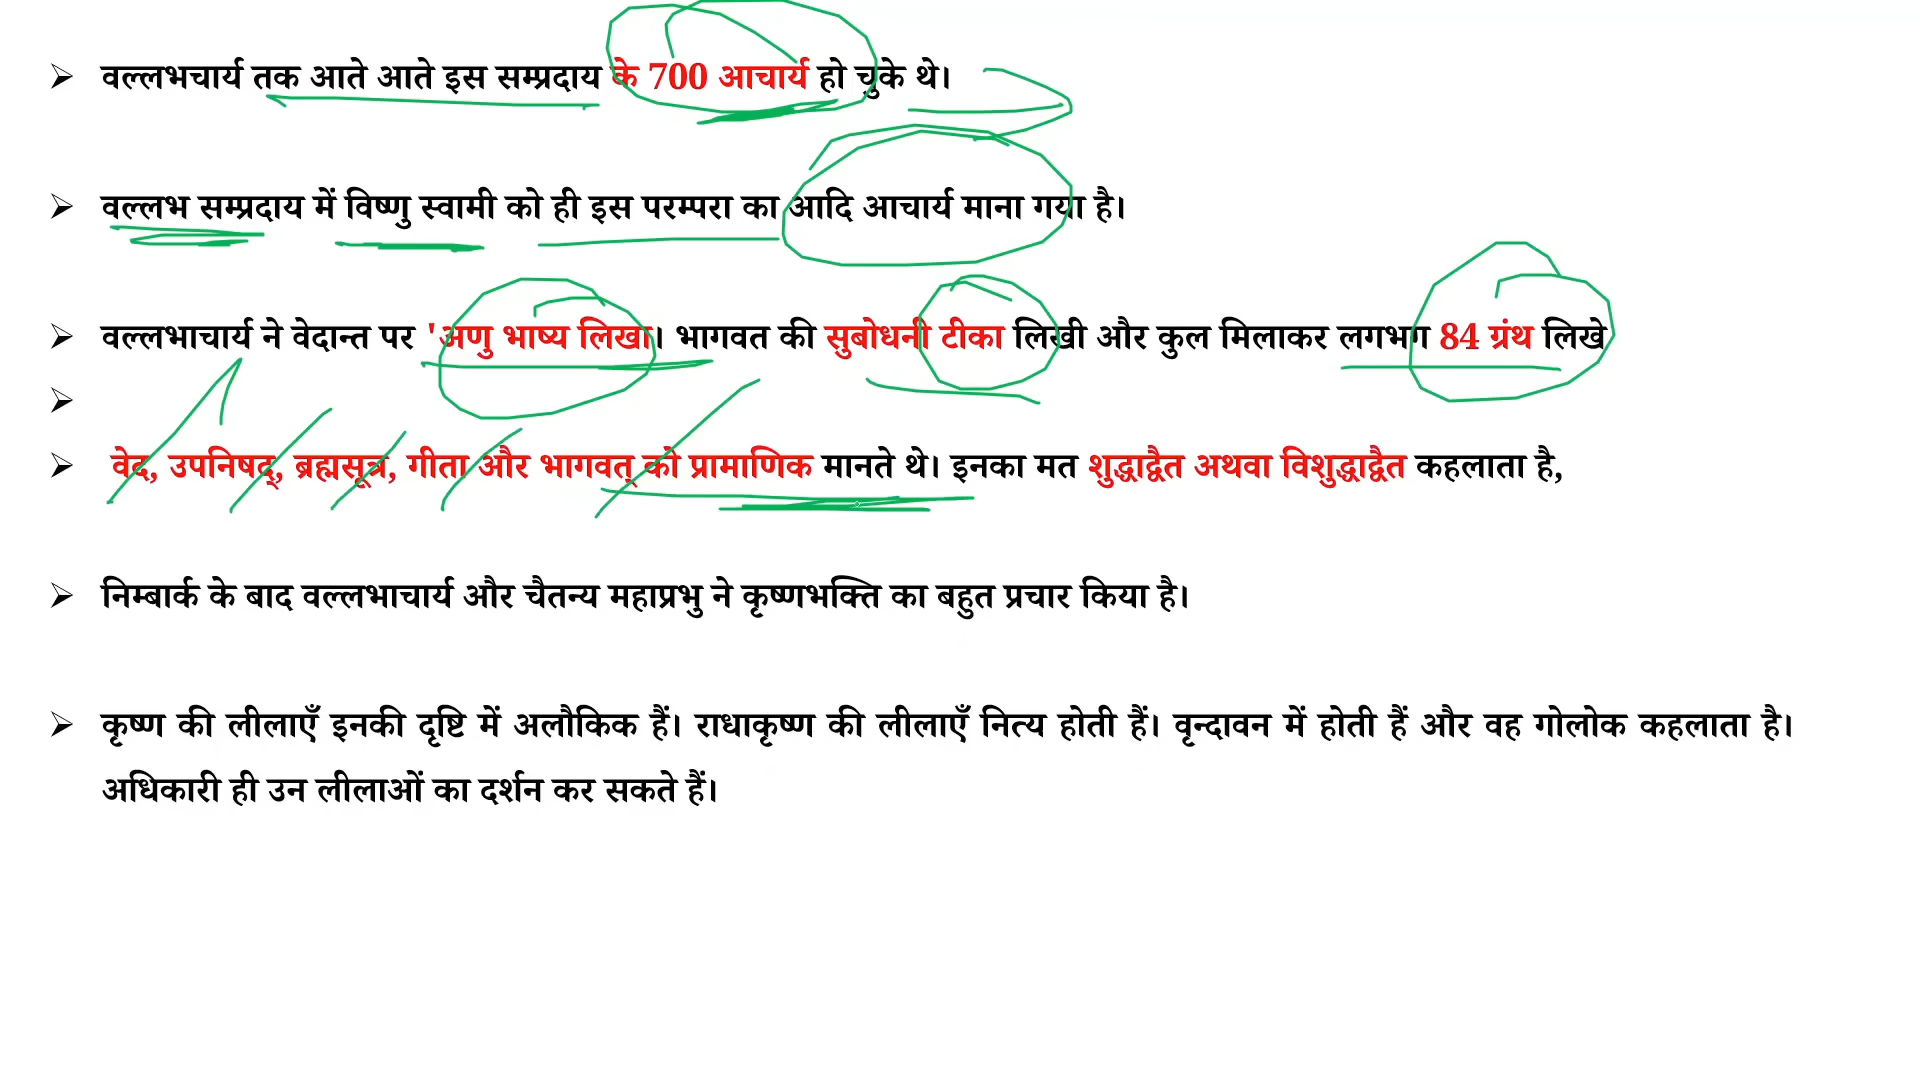 ➢ वल्लभचार्य तक आते आते इस सम्प्रदाय के 700 आचार्य हो चुके थे।
➢ वल्लभ सम्प्रदाय में विष्णु स्वामी को ही इस परम्परा का आदि आचार्य माना गया है।
➢ वल्लभाचार्य ने वेदान्त पर 'अणु भाष्य लिखा। भागवत की सुबोधनी टीका लिखी और कुल मिलाकर लगभग 84 ग्रंथ लिखे
➢
➢ वेद, उपनिषद्, ब्रह्मसूत्र, गीता और भागवत् को प्रामाणिक मानते थे। इनका मत शुद्धाद्वैत अथवा विशुद्धाद्वैत कहलाता है,
➢ निम्बार्क के बाद वल्लभाचार्य और चैतन्य महाप्रभु ने कृष्णभक्ति का बहुत प्रचार किया है।
➢ कृष्ण की लीलाएँ इनकी दृष्टि में अलौकिक हैं। राधाकृष्ण की लीलाएँ नित्य होती हैं। वृन्दावन में होती हैं और वह गोलोक कहलाता है।
अधिकारी ही उन लीलाओं का दर्शन कर सकते हैं।